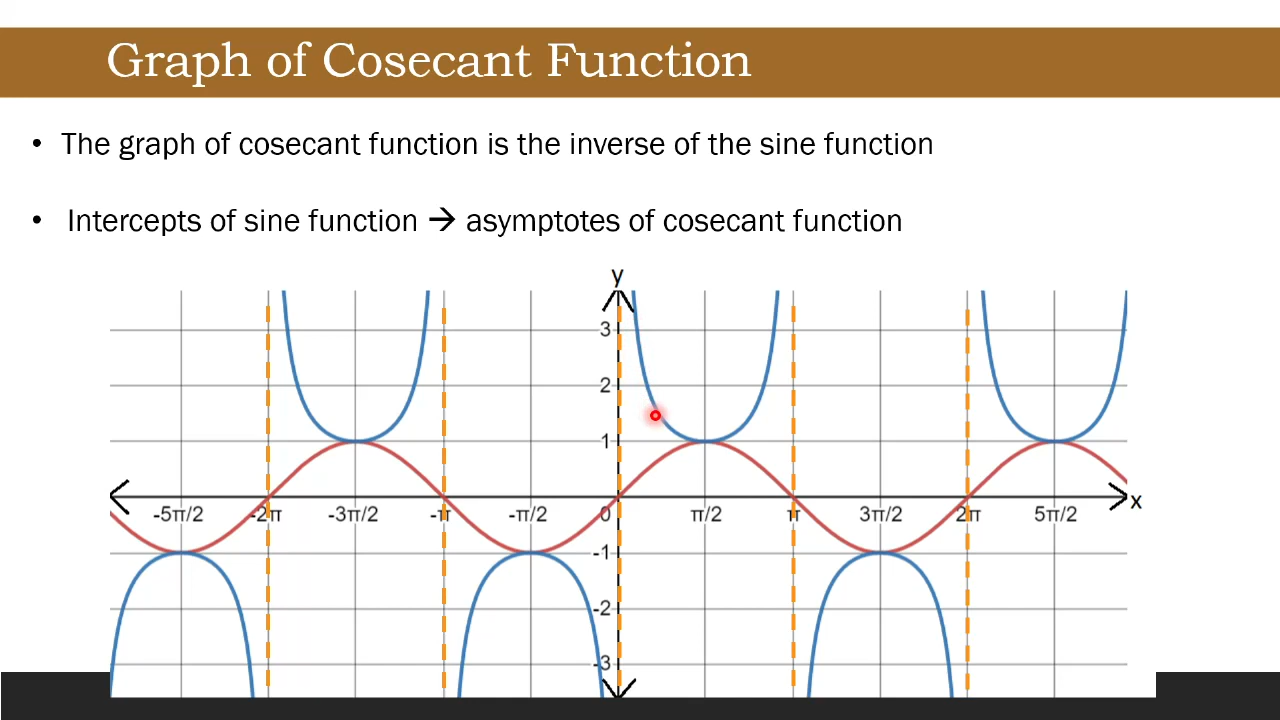 Graph of Cosecant Function
• The graph of cosecant function is the inverse of the sine function
• Intercepts of sine function → asymptotes of cosecant function
y
3
2
1
-5π/2 -2π -3π/2 -π -π/2 0 π/2 π 3π/2 2π 5π/2 x
-1
-2
-3